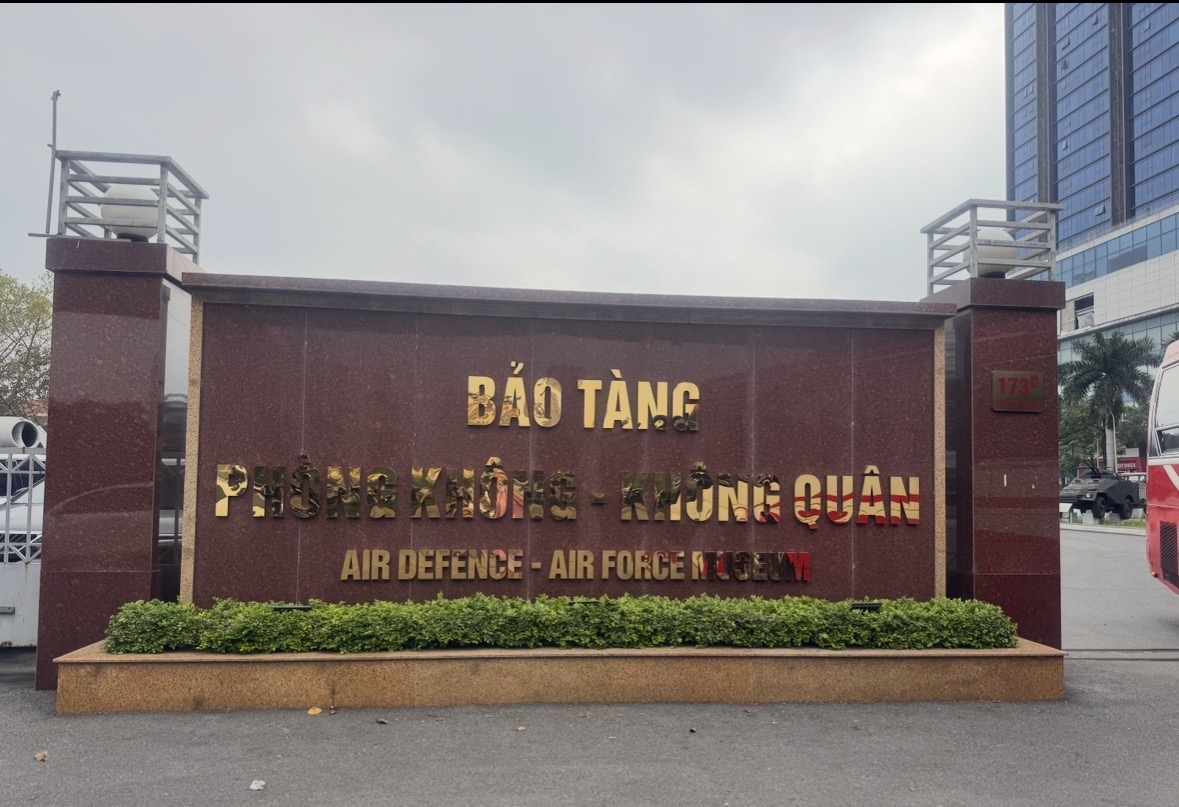 BẢO TÀNG
PHÒNG KHÔNG - KHÔNG QUÂN
AIR DEFENCE - AIR FORCE MUSEUM
173C